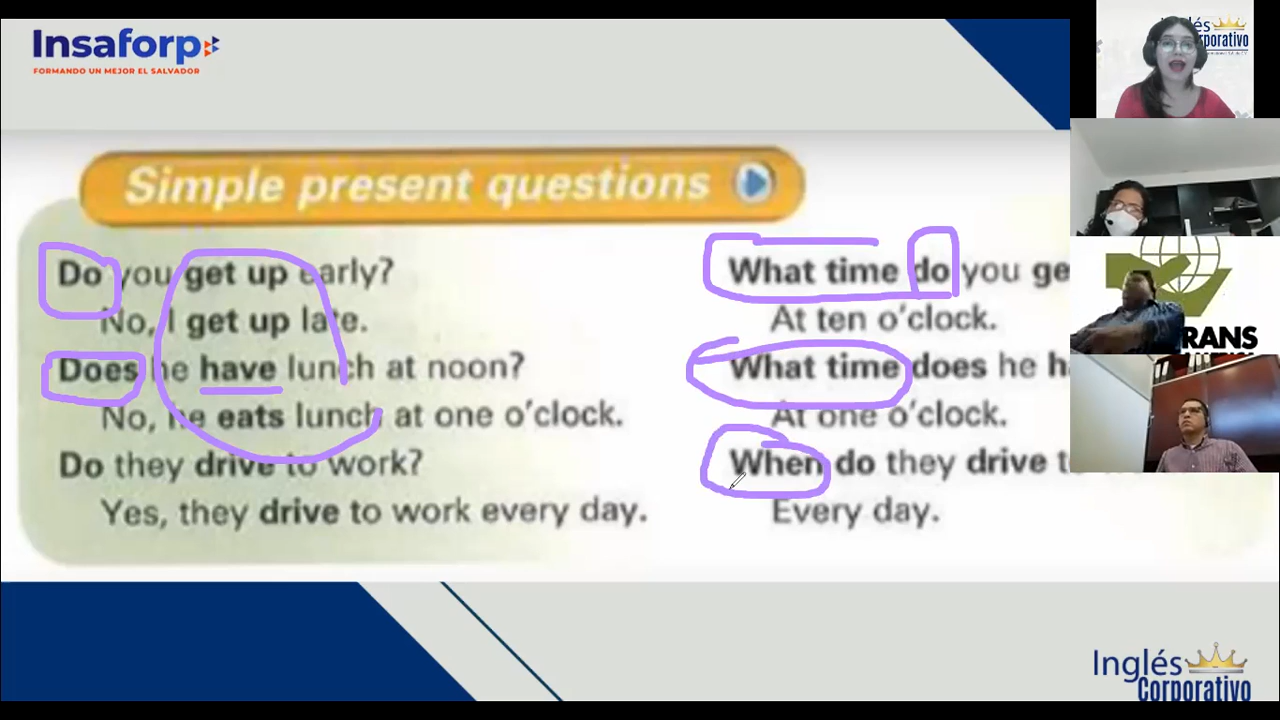 Insaforp
FORMANDO UN MEJOR EL SALVADOR
Simple present questions
Do you get up early?
No, I get up late.
Does he have lunch at noon?
No, he eats lunch at one o'clock.
Do they drive to work?
Yes, they drive to work every day.
What time do you ge
At ten o'clock.
What time does he h
At one o'clock.
When do they drive t
Every day.
Inglés
Corporativo
RANS
Inglés
Corporativo